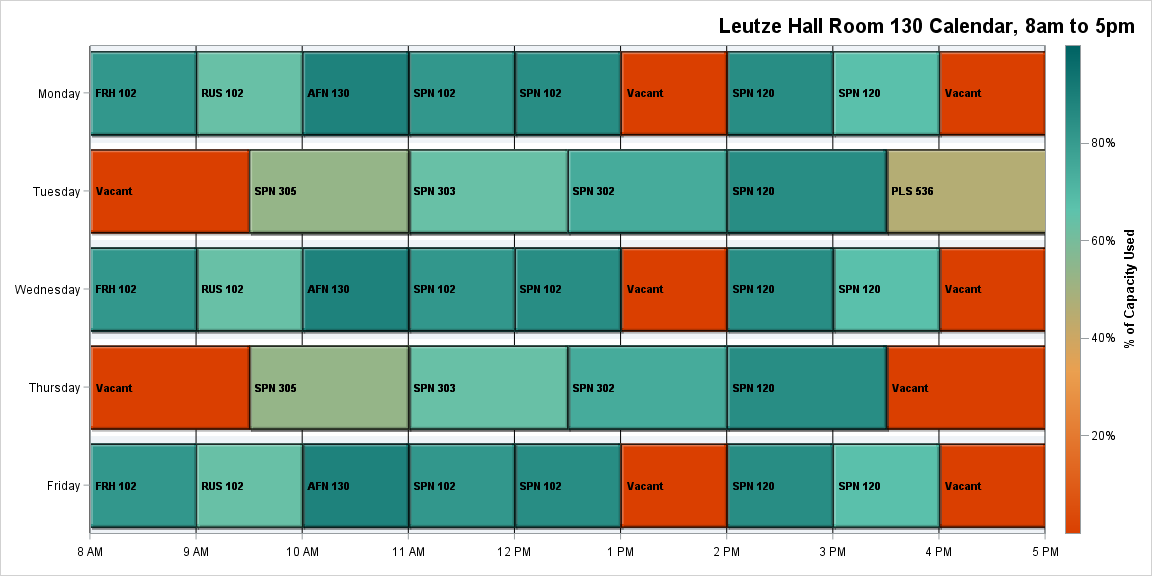 Leutze Hall Room 130 Calendar, 8am to 5pm
Monday
FRH 102
RUS 102
AFN 130
SPN 102
SPN 102
Vacant
SPN 120
SPN 120
Vacant
Tuesday
Vacant
SPN 305
SPN 303
SPN 302
SPN 120
PLS 536
Wednesday
FRH 102
RUS 102
AFN 130
SPN 102
SPN 102
Vacant
SPN 120
SPN 120
Vacant
Thursday
Vacant
SPN 305
SPN 303
SPN 302
SPN 120
Vacant
Friday
FRH 102
RUS 102
AFN 130
SPN 102
SPN 102
Vacant
SPN 120
SPN 120
Vacant
8 AM
9 AM
10 AM
11 AM
12 PM
1 PM
2 PM
3 PM
4 PM
5 PM
80%
60%
40%
20%
% of Capacity Used